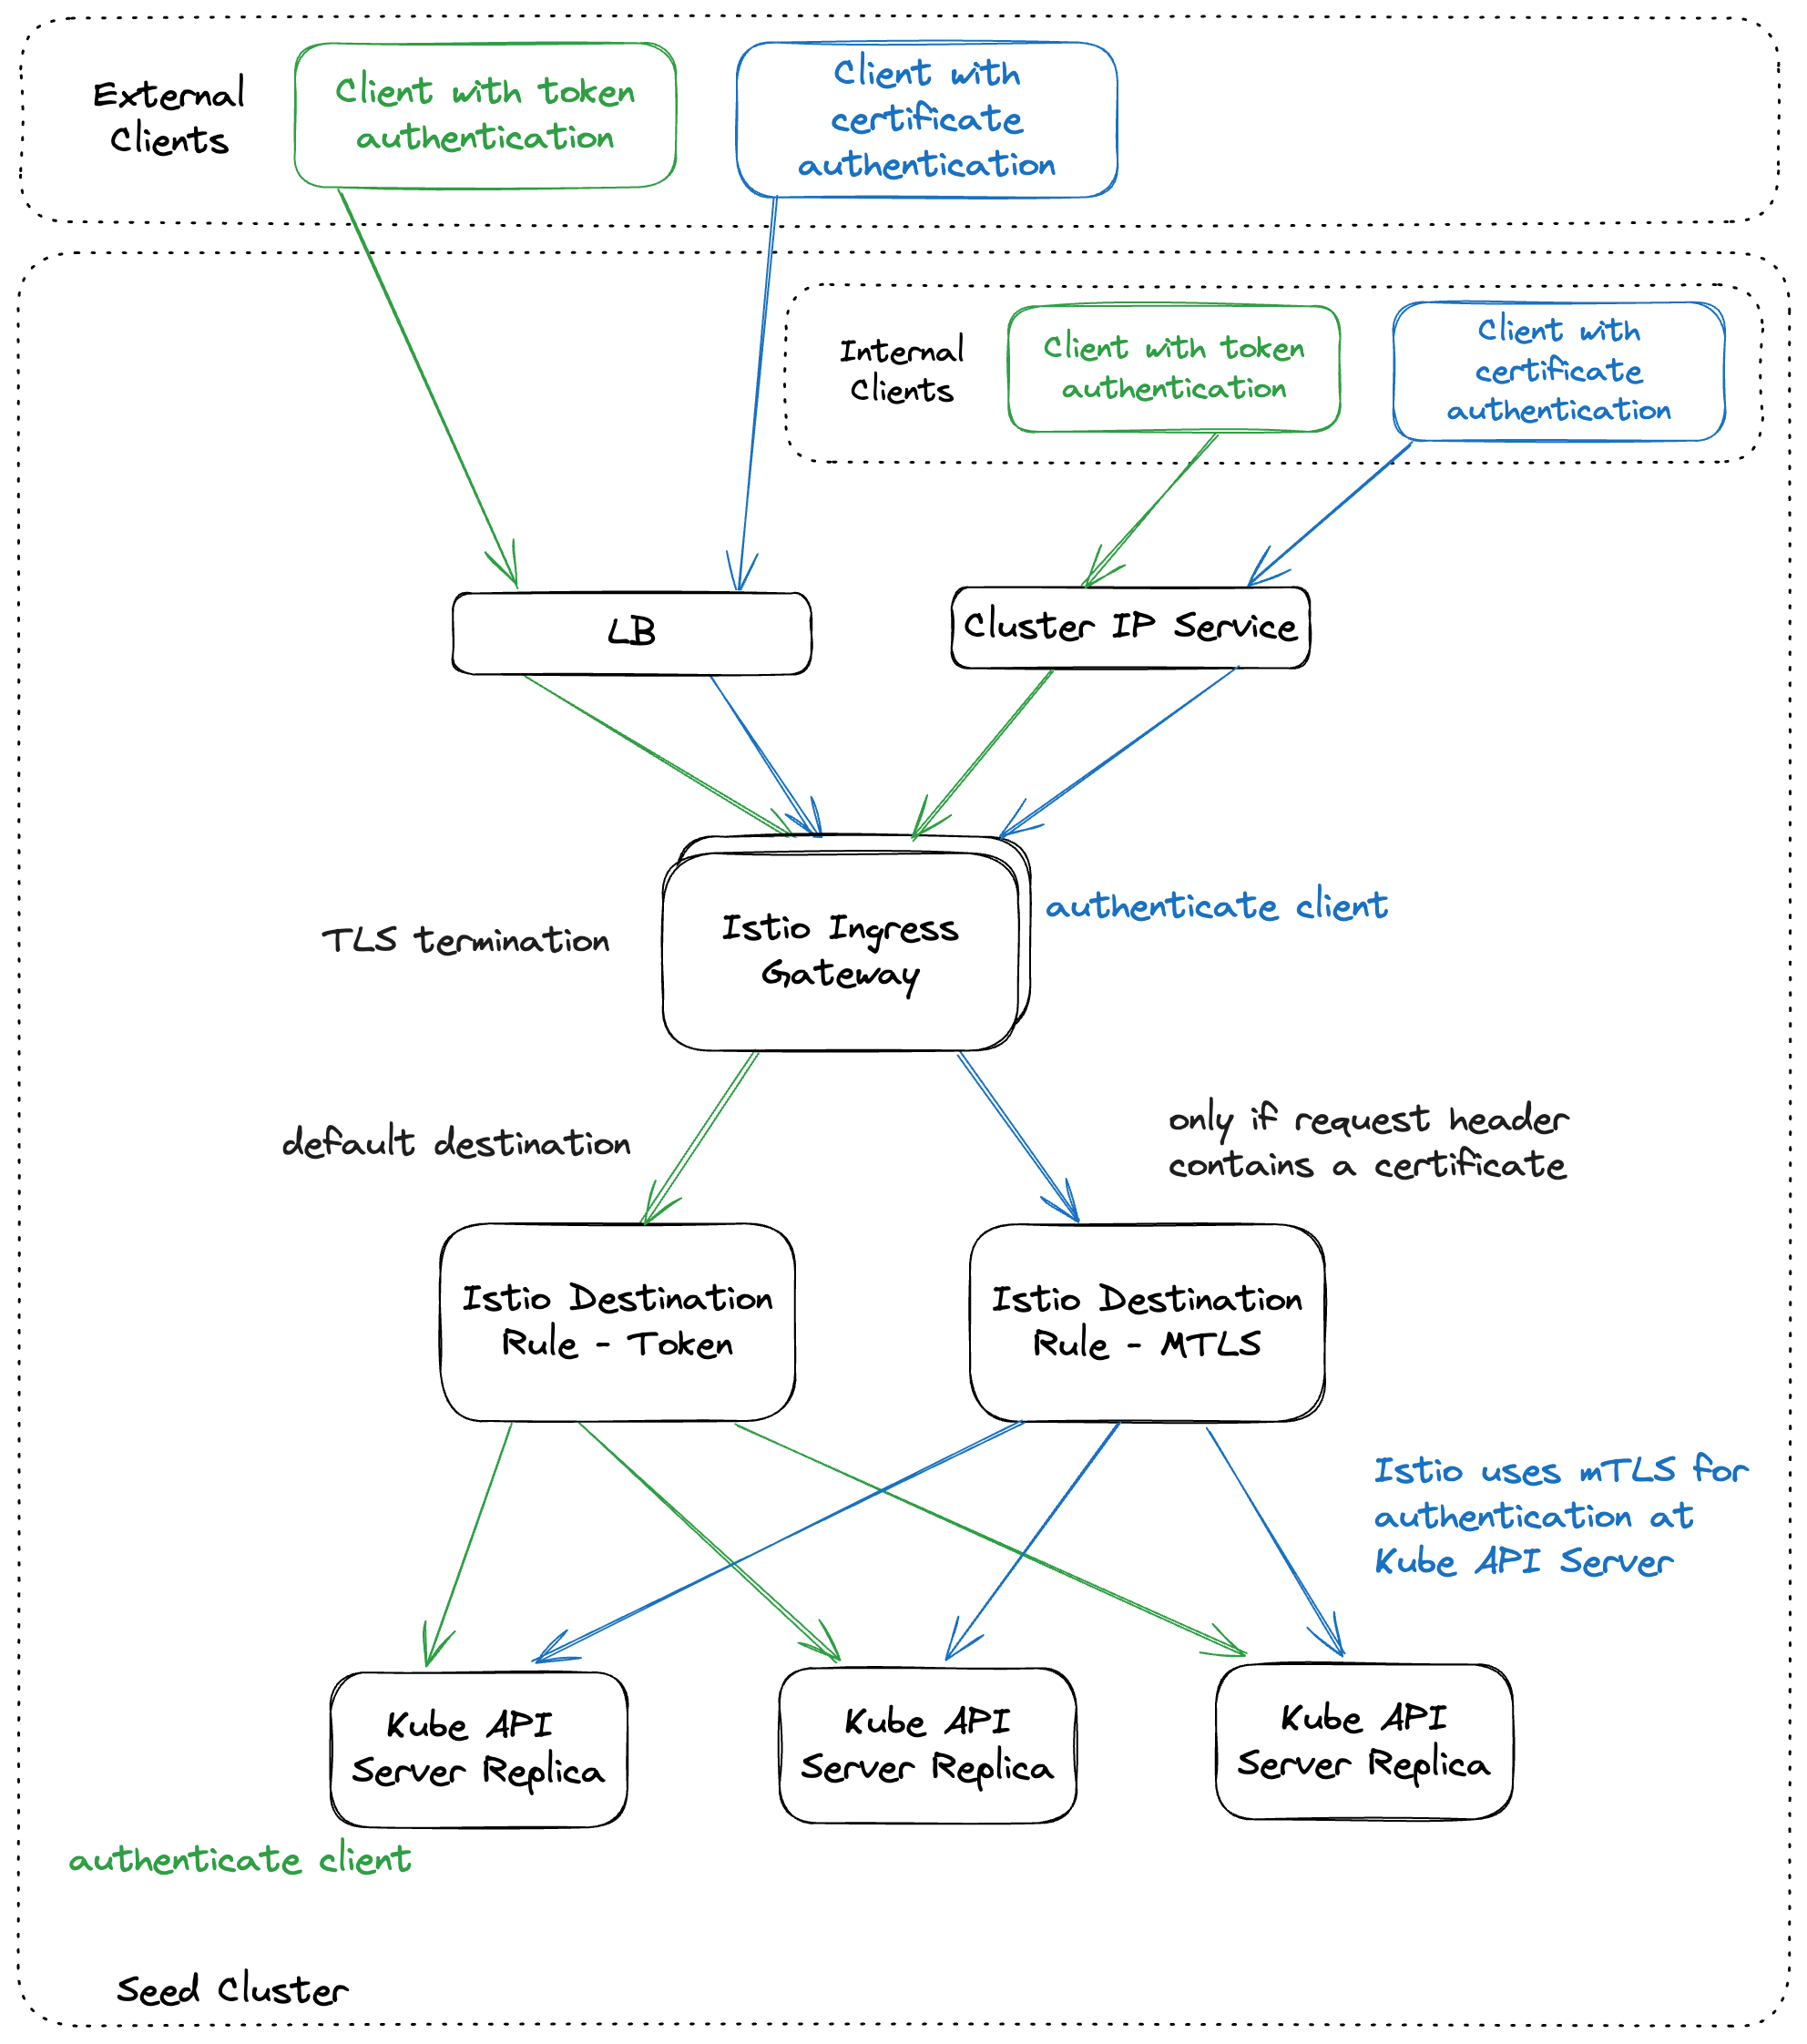 External
Clients
Client with token
authentication
Client with
certificate
authentication
Internal
Clients
Client with token
authentication
Client with
certificate
authentication
LB
Cluster IP Service
TLS termination
Istio Ingress
Gateway
authenticate client
default destination
only if request header
contains a certificate
Istio Destination
Rule - Token
Istio Destination
Rule - MTLS
Istio uses mTLS for
authentication at
Kube API Server
Kube API
Server Replica
Kube API
Server Replica
Kube API
Server Replica
authenticate client
Seed Cluster